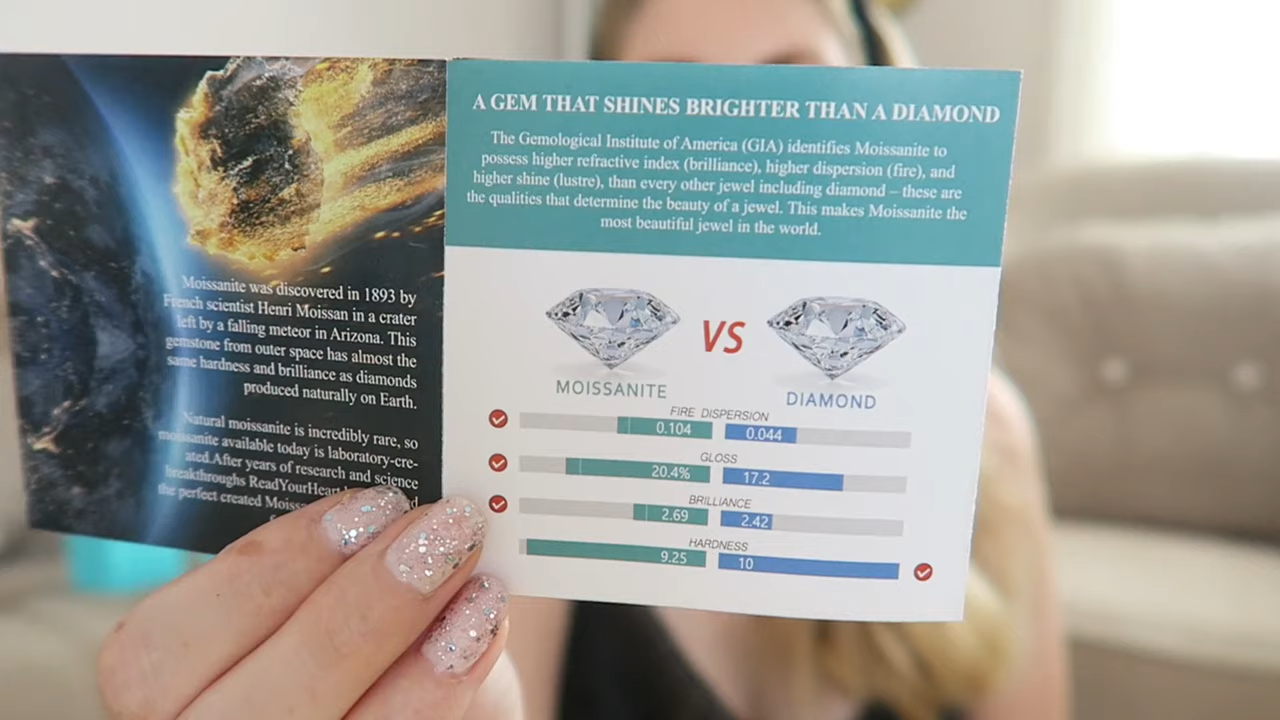 Moissanite was discovered in 1893 by
French scientist Henri Moissan in a crater
left by a falling meteor in Arizona. This
gemstone from outer space has almost the
same hardness and brilliance as diamonds
produced naturally on Earth.
Natural moissanite is incredibly rare, so
moissanite available today is laboratory-cre-
ated.After years of research and science
breakthroughs ReadYourHeart
the perfect created
A GEM THAT SHINES BRIGHTER THAN A DIAMOND
The Gemological Institute of America (GIA) identifies Moissanite to
possess higher refractive index (brilliance), higher dispersion (fire), and
higher shine (lustre), than every other jewel including diamond – these are
the qualities that determine the beauty of a jewel. This makes Moissanite the
most beautiful jewel in the world.
VS
MOISSANITE
DIAMOND
FIRE DISPERSION
0.104 0.044
GLOSS
20.4% 17.2
BRILLIANCE
2.69 2.42
HARDNESS
9.25 10